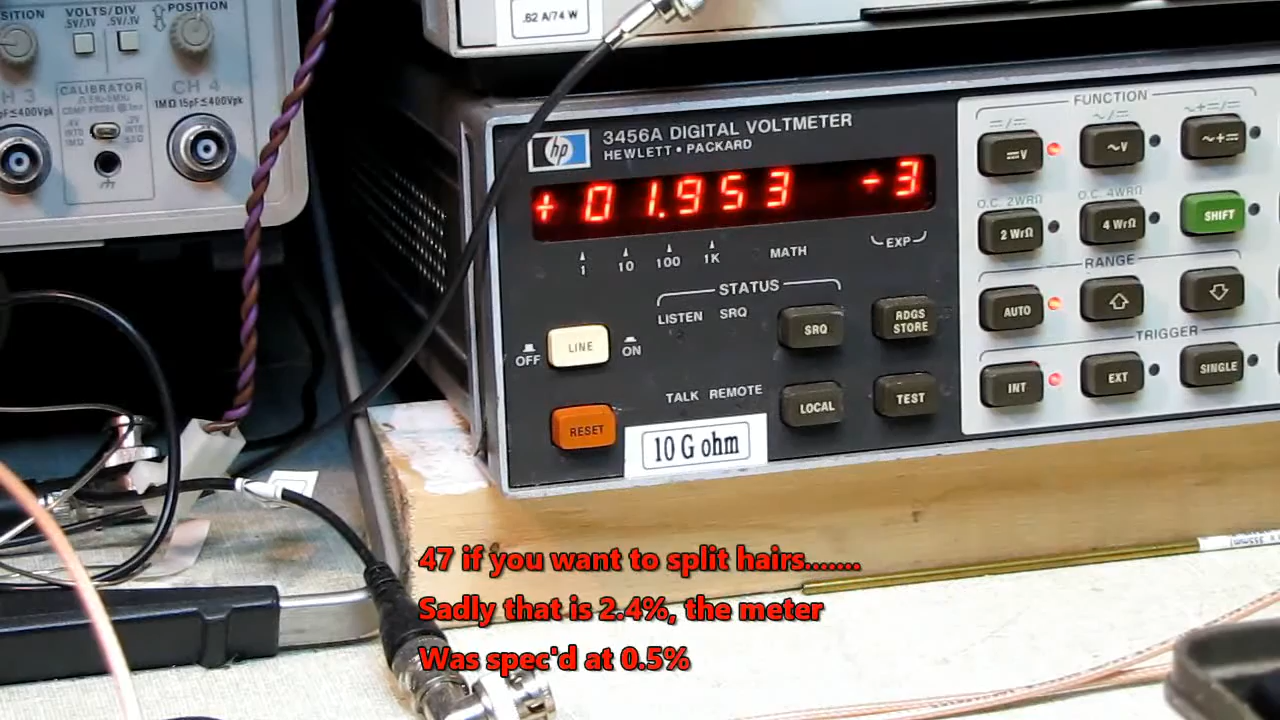 .62 A/74 W
VOLTS/DIV
.5V/.1V
.5V/.1V
POSITION
CALIBRATOR
CH 4
1MΩ 15pF≤400Vpk
hp
3456A DIGITAL VOLTMETER
HEWLETT • PACKARD
+ 01.953 -3
1 10 100 1K MATH EXP
STATUS
LISTEN SRQ
SRQ
RDGS
STORE
OFF LINE ON
TALK REMOTE
LOCAL
TEST
RESET
10 G ohm
FUNCTION
O.C. 2WRΩ
O.C. 4WRΩ
2 WrΩ
4 WrΩ
SHIFT
RANGE
AUTO
TRIGGER
INT
EXT
SINGLE
47 if you want to split hairs.......
Sadly that is 2.4%, the meter
Was spec'd at 0.5%